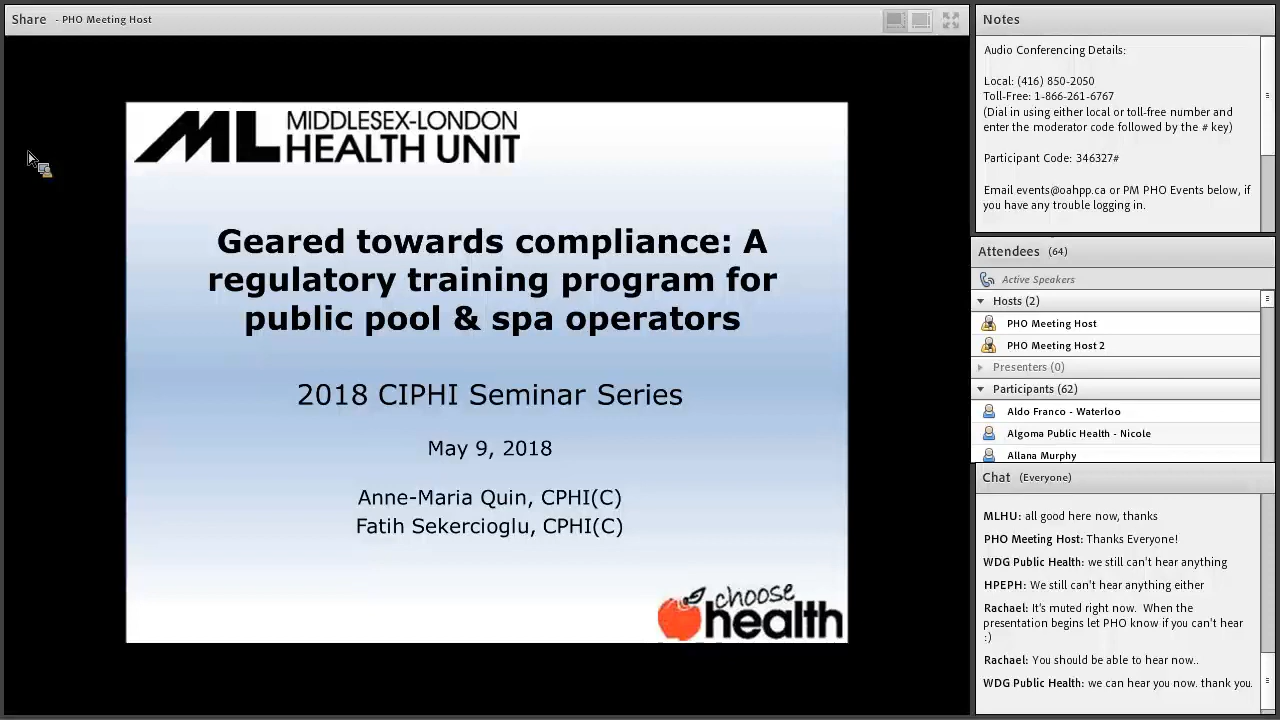 Share - PHO Meeting Host
ML MIDDLESEX-LONDON
HEALTH UNIT
Geared towards compliance: A
regulatory training program for
public pool & spa operators
2018 CIPHI Seminar Series
May 9, 2018
Anne-Maria Quin, CPHI(C)
Fatih Sekercioglu, CPHI(C)
choose
health
Notes
Audio Conferencing Details:
Local: (416) 850-2050
Toll-Free: 1-866-261-6767
(Dial in using either local or toll-free number and
enter the moderator code followed by the # key)
Participant Code: 346327#
Email events@oahpp.ca or PM PHO Events below, if
you have any trouble logging in.
Attendees (64)
Active Speakers
Hosts (2)
PHO Meeting Host
PHO Meeting Host 2
Presenters (0)
Participants (62)
Aldo Franco - Waterloo
Algoma Public Health - Nicole
Allana Murphy
Chat (Everyone)
MLHU: all good here now, thanks
PHO Meeting Host: Thanks Everyone!
WDG Public Health: we still can't hear anything
HPEPH: We still can't hear anything either
Rachael: It's muted right now. When the
presentation begins let PHO know if you can't hear
:)
Rachael: You should be able to hear now..
WDG Public Health: we can hear you now. thank you.